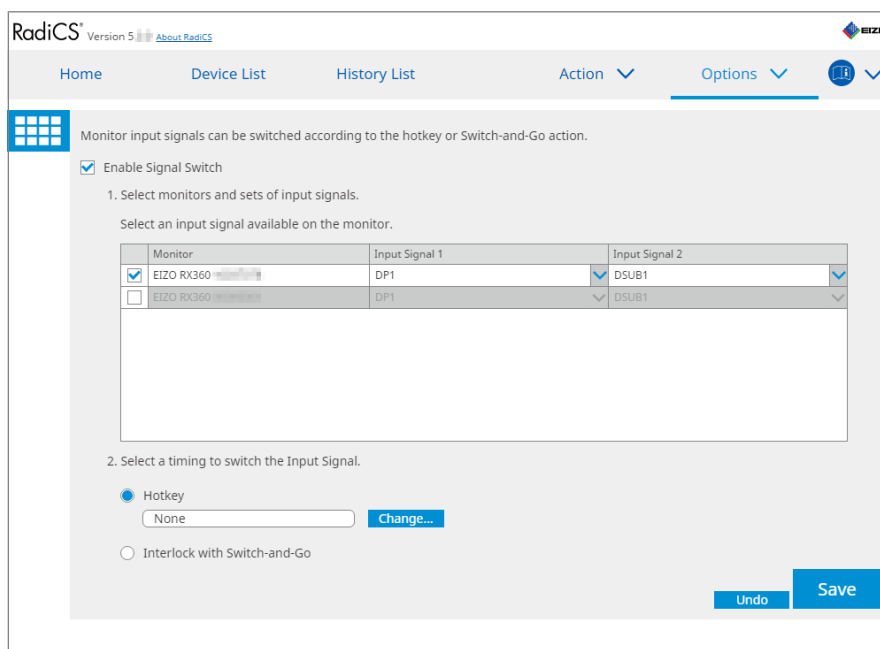 RadiCS® Version 5. About RadiCS
Home Device List History List Action Options
Monitor input signals can be switched according to the hotkey or Switch-and-Go action.
Enable Signal Switch
1. Select monitors and sets of input signals.
Select an input signal available on the monitor.
Monitor Input Signal 1 Input Signal 2
EIZO RX360 DP1 DSUB1
EIZO RX360 DP1 DSUB1
2. Select a timing to switch the Input Signal.
Hotkey
None Change...
Interlock with Switch-and-Go
Undo Save